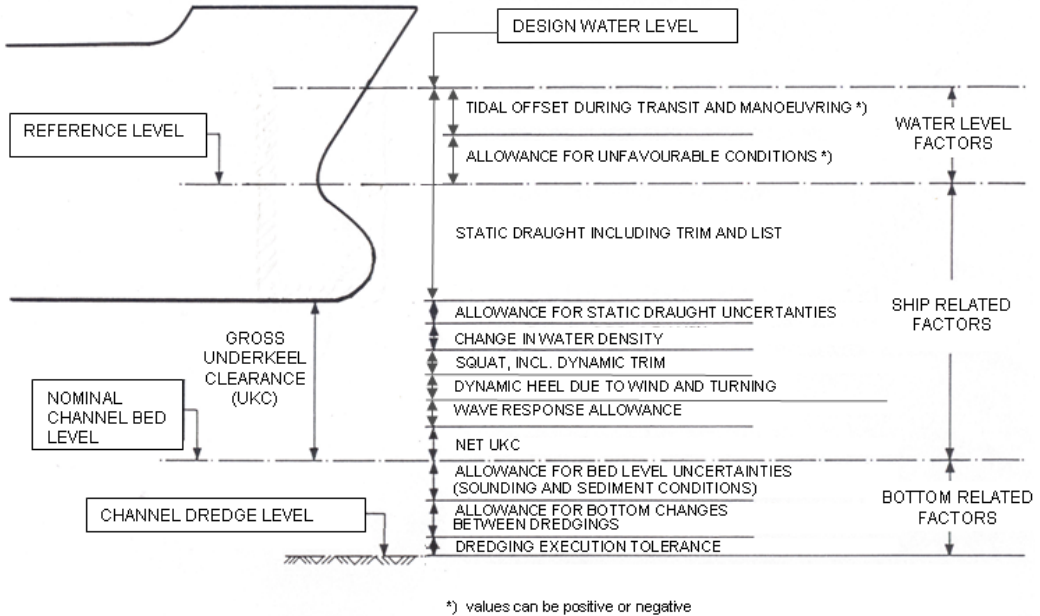 DESIGN WATER LEVEL
TIDAL OFFSET DURING TRANSIT AND MANOEUVRING *)
REFERENCE LEVEL
WATER LEVEL
FACTORS
ALLOWANCE FOR UNFAVOURABLE CONDITIONS *)
STATIC DRAUGHT INCLUDING TRIM AND LIST
SHIP RELATED
FACTORS
ALLOWANCE FOR STATIC DRAUGHT UNCERTANTIES
GROSS
UNDERKEEL
CLEARANCE
(UKC)
CHANGE IN WATER DENSITY
SQUAT, INCL. DYNAMIC TRIM
DYNAMIC HEEL DUE TO WIND AND TURNING
NOMINAL
CHANNEL BED
LEVEL
WAVE RESPONSE ALLOWANCE
NET UKC
ALLOWANCE FOR BED LEVEL UNCERTAINTIES
(SOUNDING AND SEDIMENT CONDITIONS)
BOTTOM RELATED
FACTORS
CHANNEL DREDGE LEVEL
ALLOWANCE FOR BOTTOM CHANGES
BETWEEN DREDGINGS
DREDGING EXECUTION TOLERANCE
*) values can be positive or negative